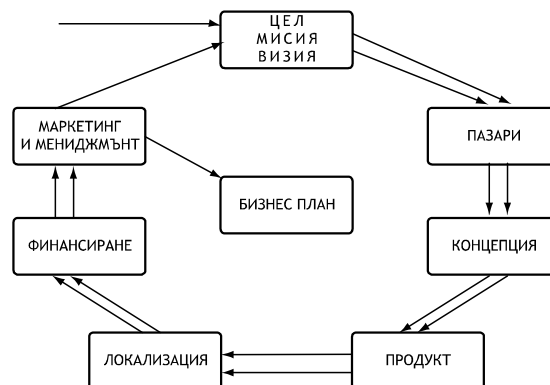 ЦЕЛ
МИСИЯ
ВИЗИЯ
МАРКЕТИНГ
И МЕНИДЖМЪНТ
ПАЗАРИ
БИЗНЕС ПЛАН
ФИНАНСИРАНЕ
КОНЦЕПЦИЯ
ЛОКАЛИЗАЦИЯ
ПРОДУКТ